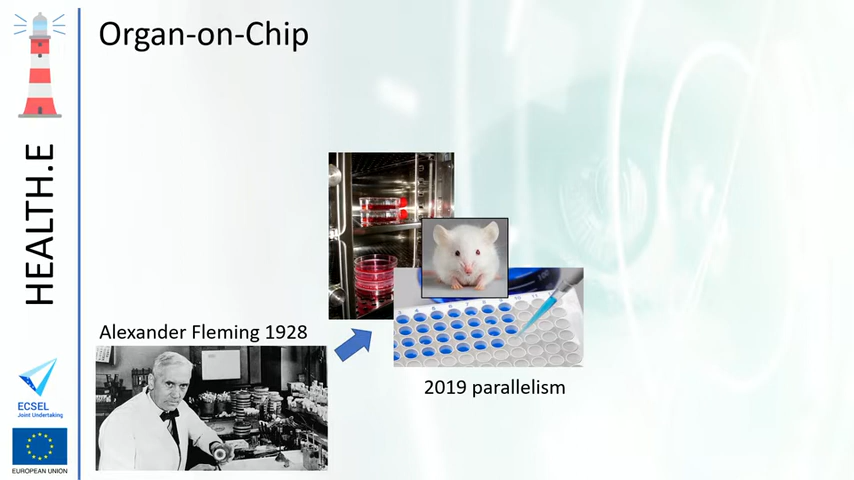 Organ-on-Chip
HEALTH.E
Alexander Fleming 1928
2019 parallelism
ECSEL
Joint Undertaking
EUROPEAN UNION